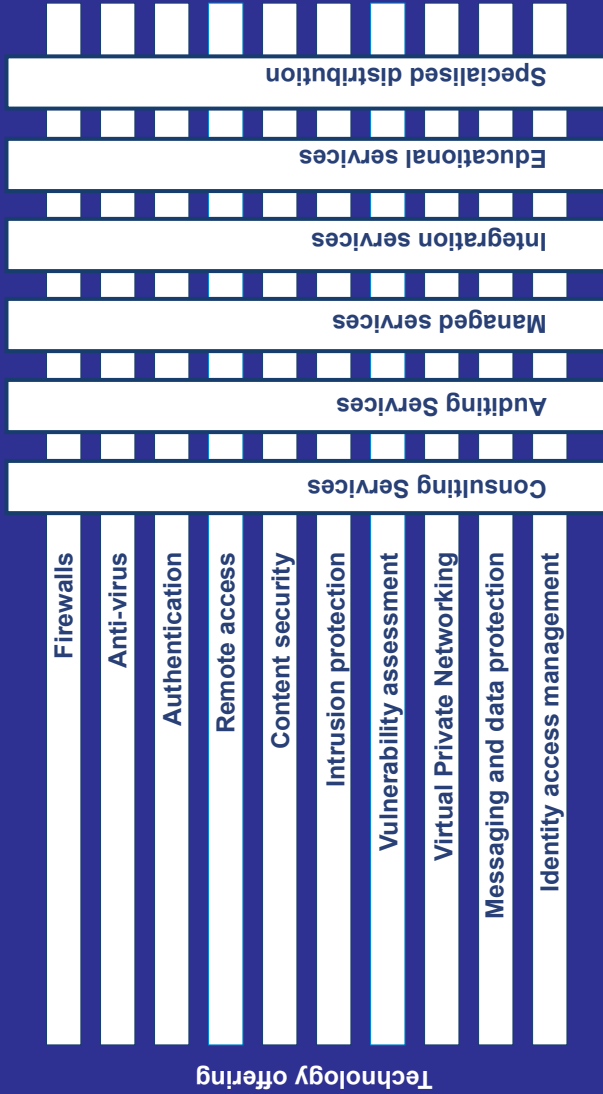 Specialised distribution
Educational services
Integration services
Managed services
Auditing Services
Consulting Services
Firewalls
Anti-virus
Authentication
Remote access
Content security
Intrusion protection
Vulnerability assessment
Virtual Private Networking
Messaging and data protection
Identity access management
Technology offering